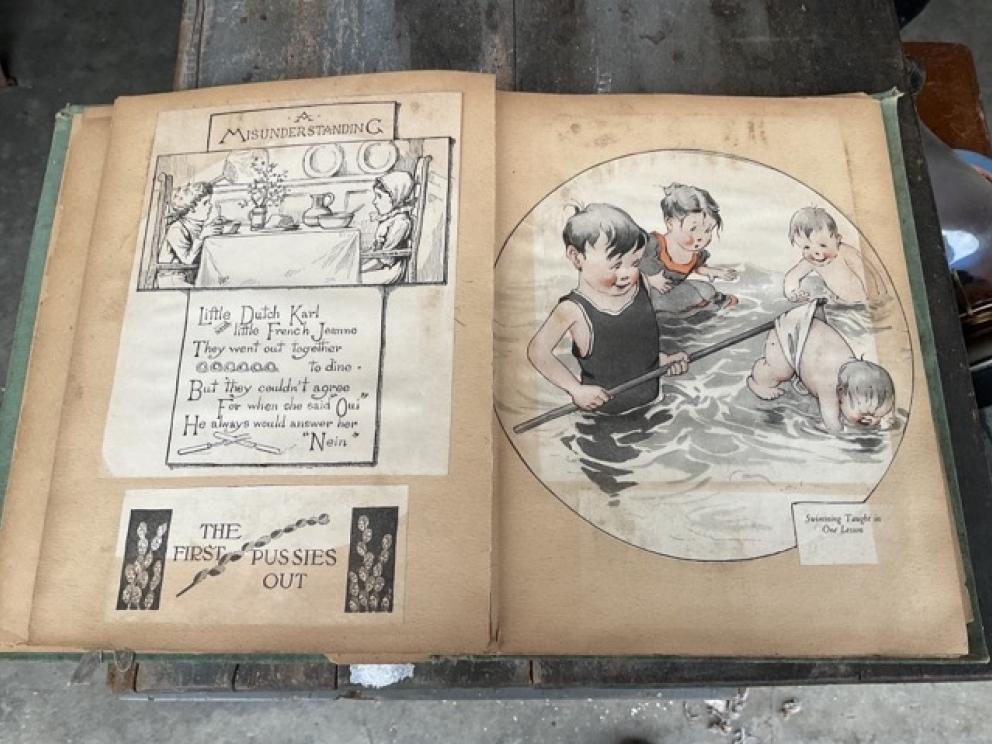 A
MISUNDERSTANDING
Little Dutch Karl
and little French Jeanne
They went out together
to dine.
But they couldn't agree
For when she said "Oui"
He always would answer her
"Nein"
THE
FIRST PUSSIES
OUT
Swimming Taught in
One Lesson